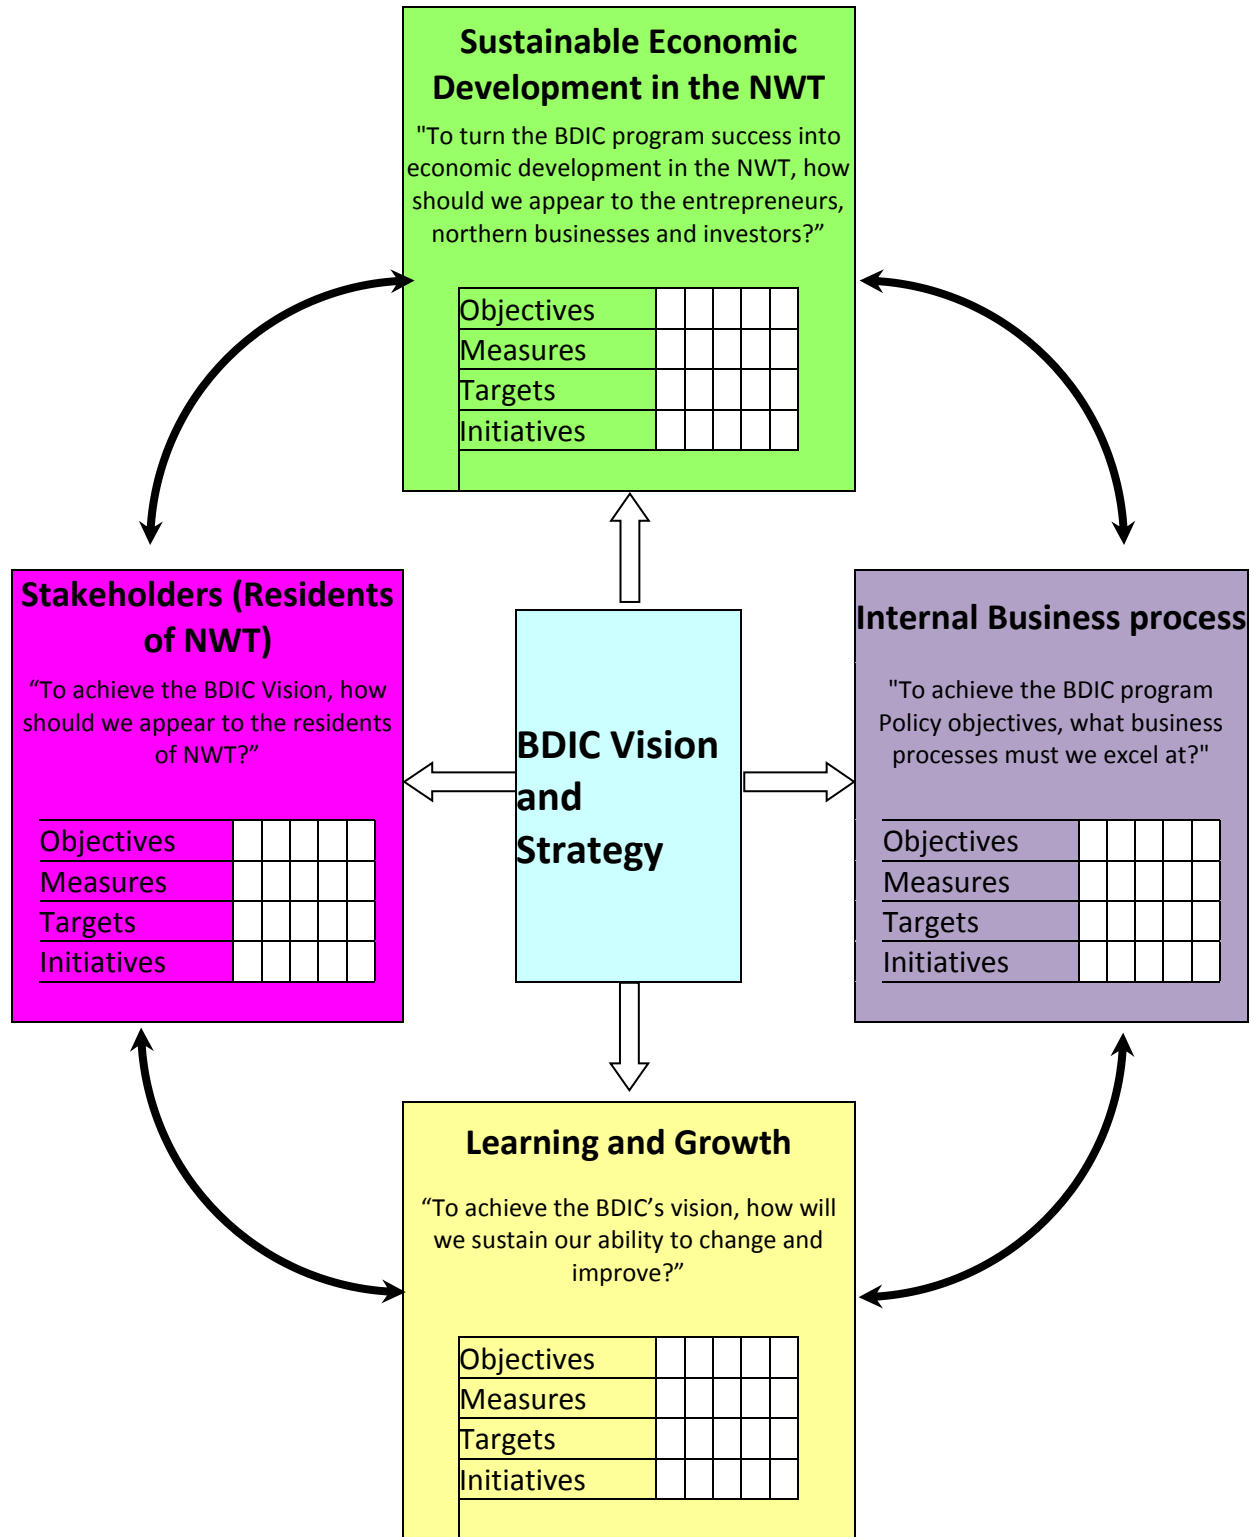 Sustainable Economic
Development in the NWT
"To turn the BDIC program success into
economic development in the NWT, how
should we appear to the entrepreneurs,
northern businesses and investors?”
Objectives
Measures
Targets
Initiatives
Stakeholders (Residents
of NWT)
“To achieve the BDIC Vision, how
should we appear to the residents
of NWT?”
Objectives
Measures
Targets
Initiatives
BDIC Vision
and
Strategy
Internal Business process
"To achieve the BDIC program
Policy objectives, what business
processes must we excel at?"
Objectives
Measures
Targets
Initiatives
Learning and Growth
“To achieve the BDIC’s vision, how will
we sustain our ability to change and
improve?”
Objectives
Measures
Targets
Initiatives